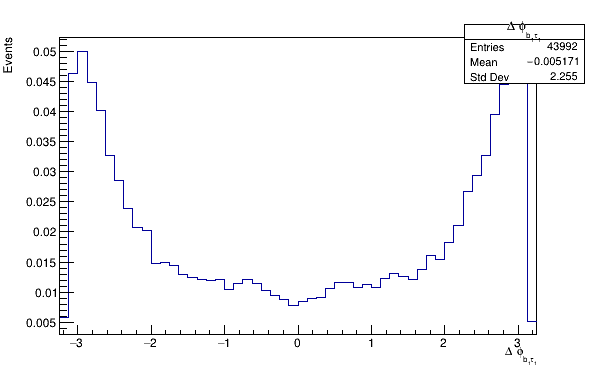 Δ ϕ b₁τ₁
Entries 43992
Mean −0.005171
Std Dev 2.255
Events
0.05
0.045
0.04
0.035
0.03
0.025
0.02
0.015
0.01
0.005
−3 −2 −1 0 1 2 3
Δ ϕ b₁τ₁